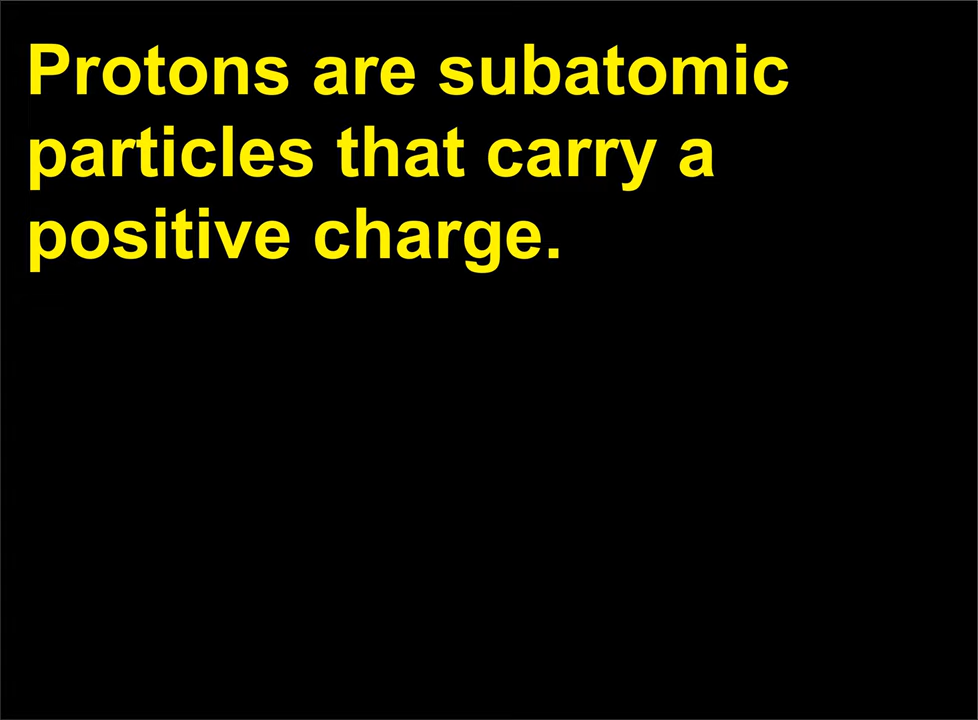 Protons are subatomic
particles that carry a
positive charge.